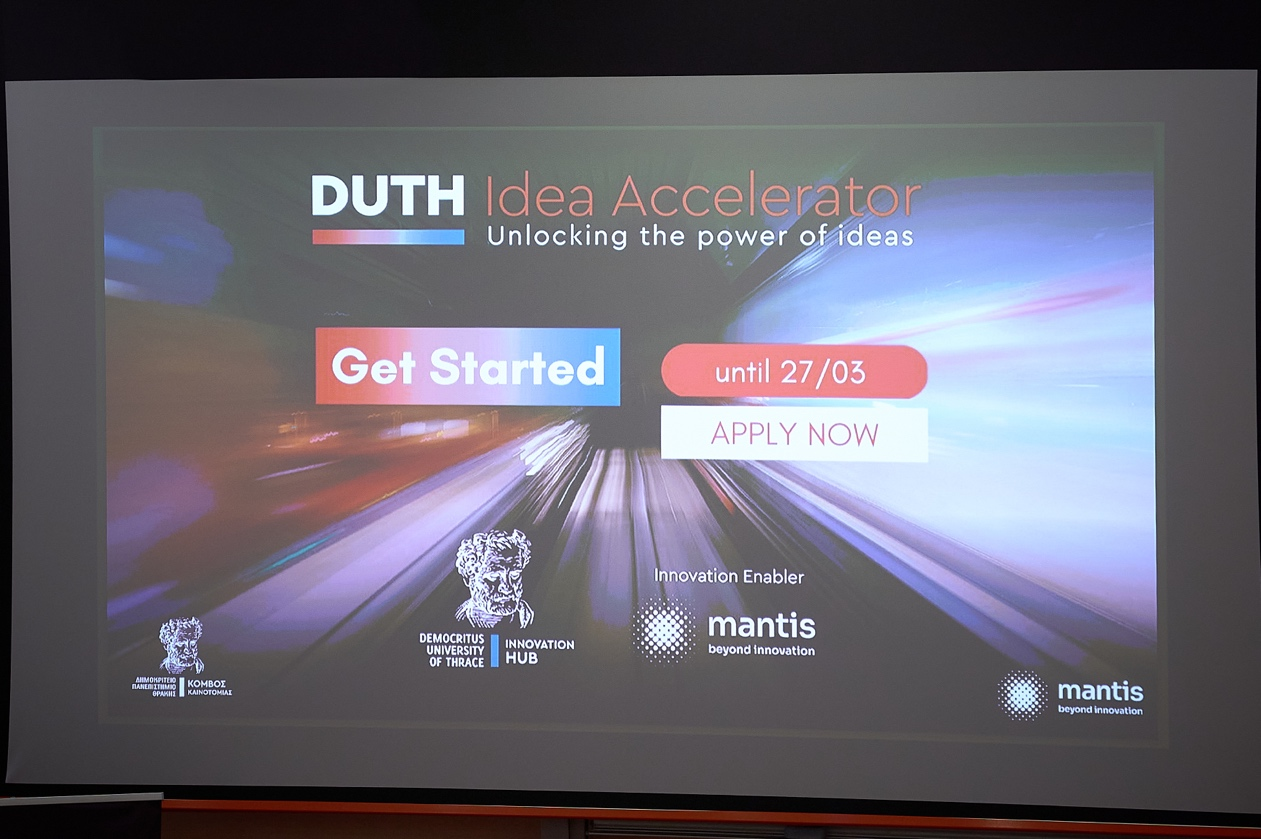 DUTH Idea Accelerator
Unlocking the power of ideas
Get Started
until 27/03
APPLY NOW
DEMOCRITUS
UNIVERSITY
OF THRACE
INNOVATION
HUB
Innovation Enabler
mantis
beyond innovation
ΔΗΜΟΚΡΙΤΕΙΟ
ΠΑΝΕΠΙΣΤΗΜΙΟ
ΘΡΑΚΗΣ
ΚΟΜΒΟΣ
ΚΑΙΝΟΤΟΜΙΑΣ
mantis
beyond innovation